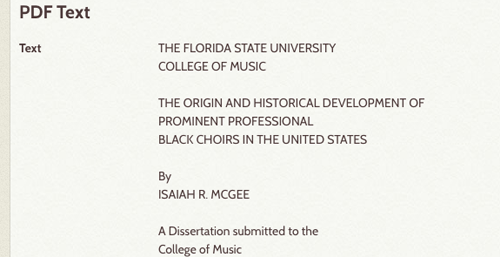 PDF Text
Text
THE FLORIDA STATE UNIVERSITY
COLLEGE OF MUSIC
THE ORIGIN AND HISTORICAL DEVELOPMENT OF
PROMINENT PROFESSIONAL
BLACK CHOIRS IN THE UNITED STATES
By
ISAIAH R. MCGEE
A Dissertation submitted to the
College of Music